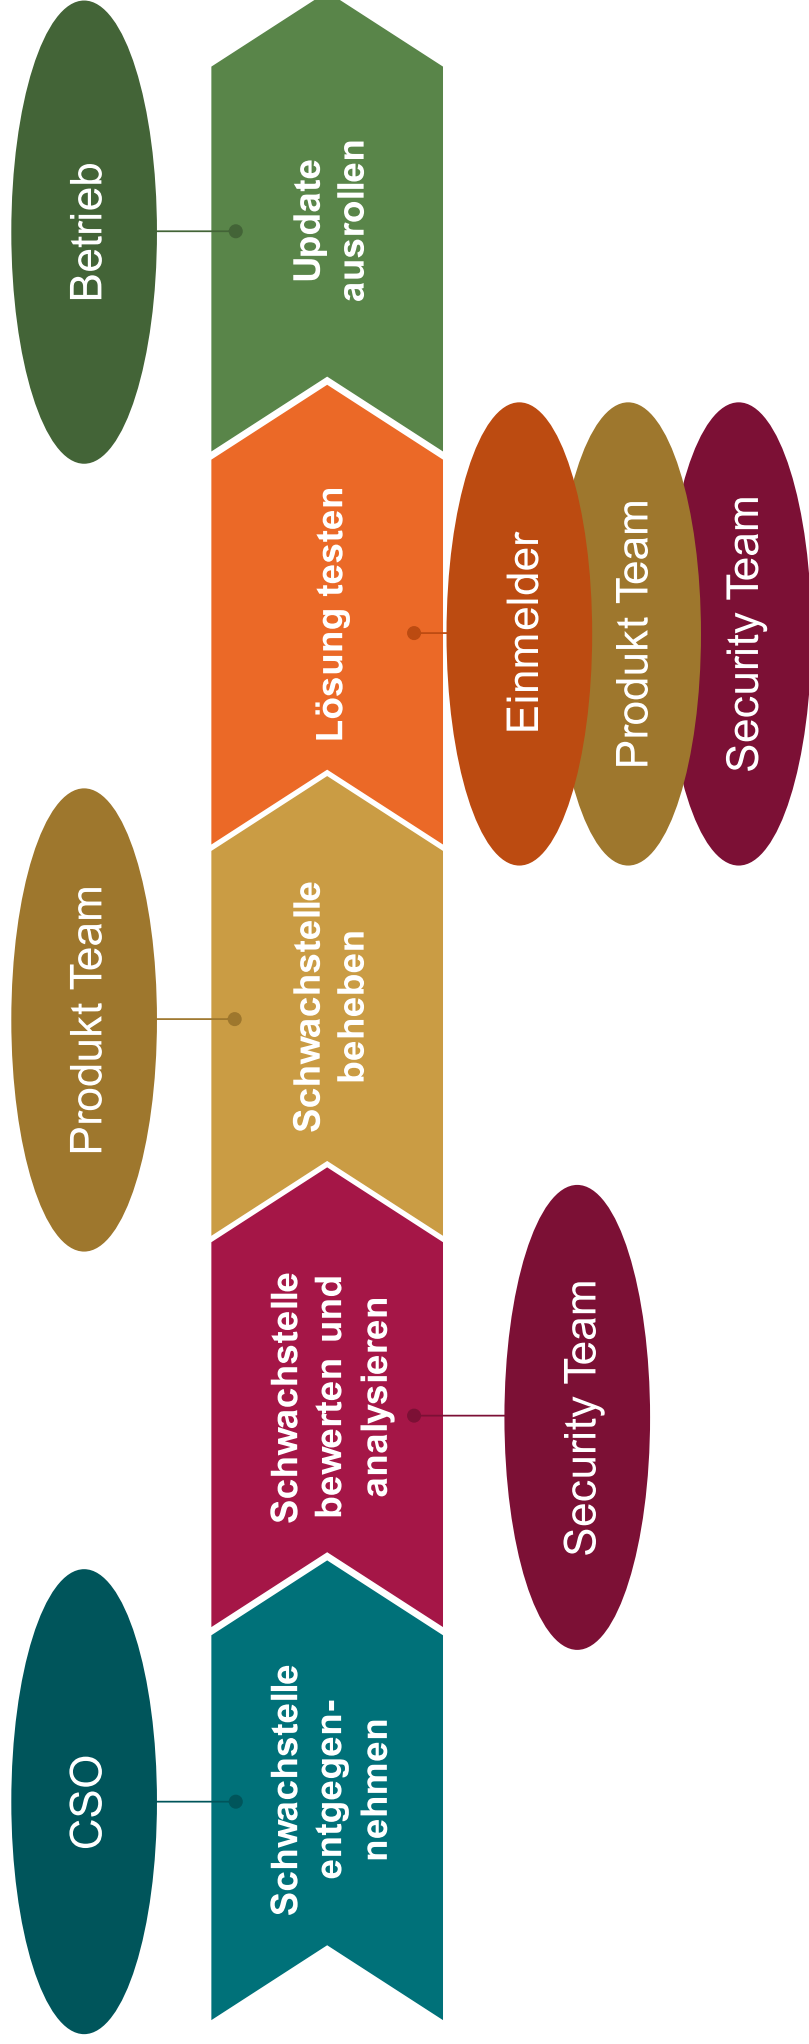 CSO
Schwachstelle
entgegen-
nehmen
Schwachstelle
bewerten und
analysieren
Security Team
Produkt Team
Schwachstelle
beheben
Lösung testen
Einmelder
Produkt Team
Security Team
Betrieb
Update
ausrollen